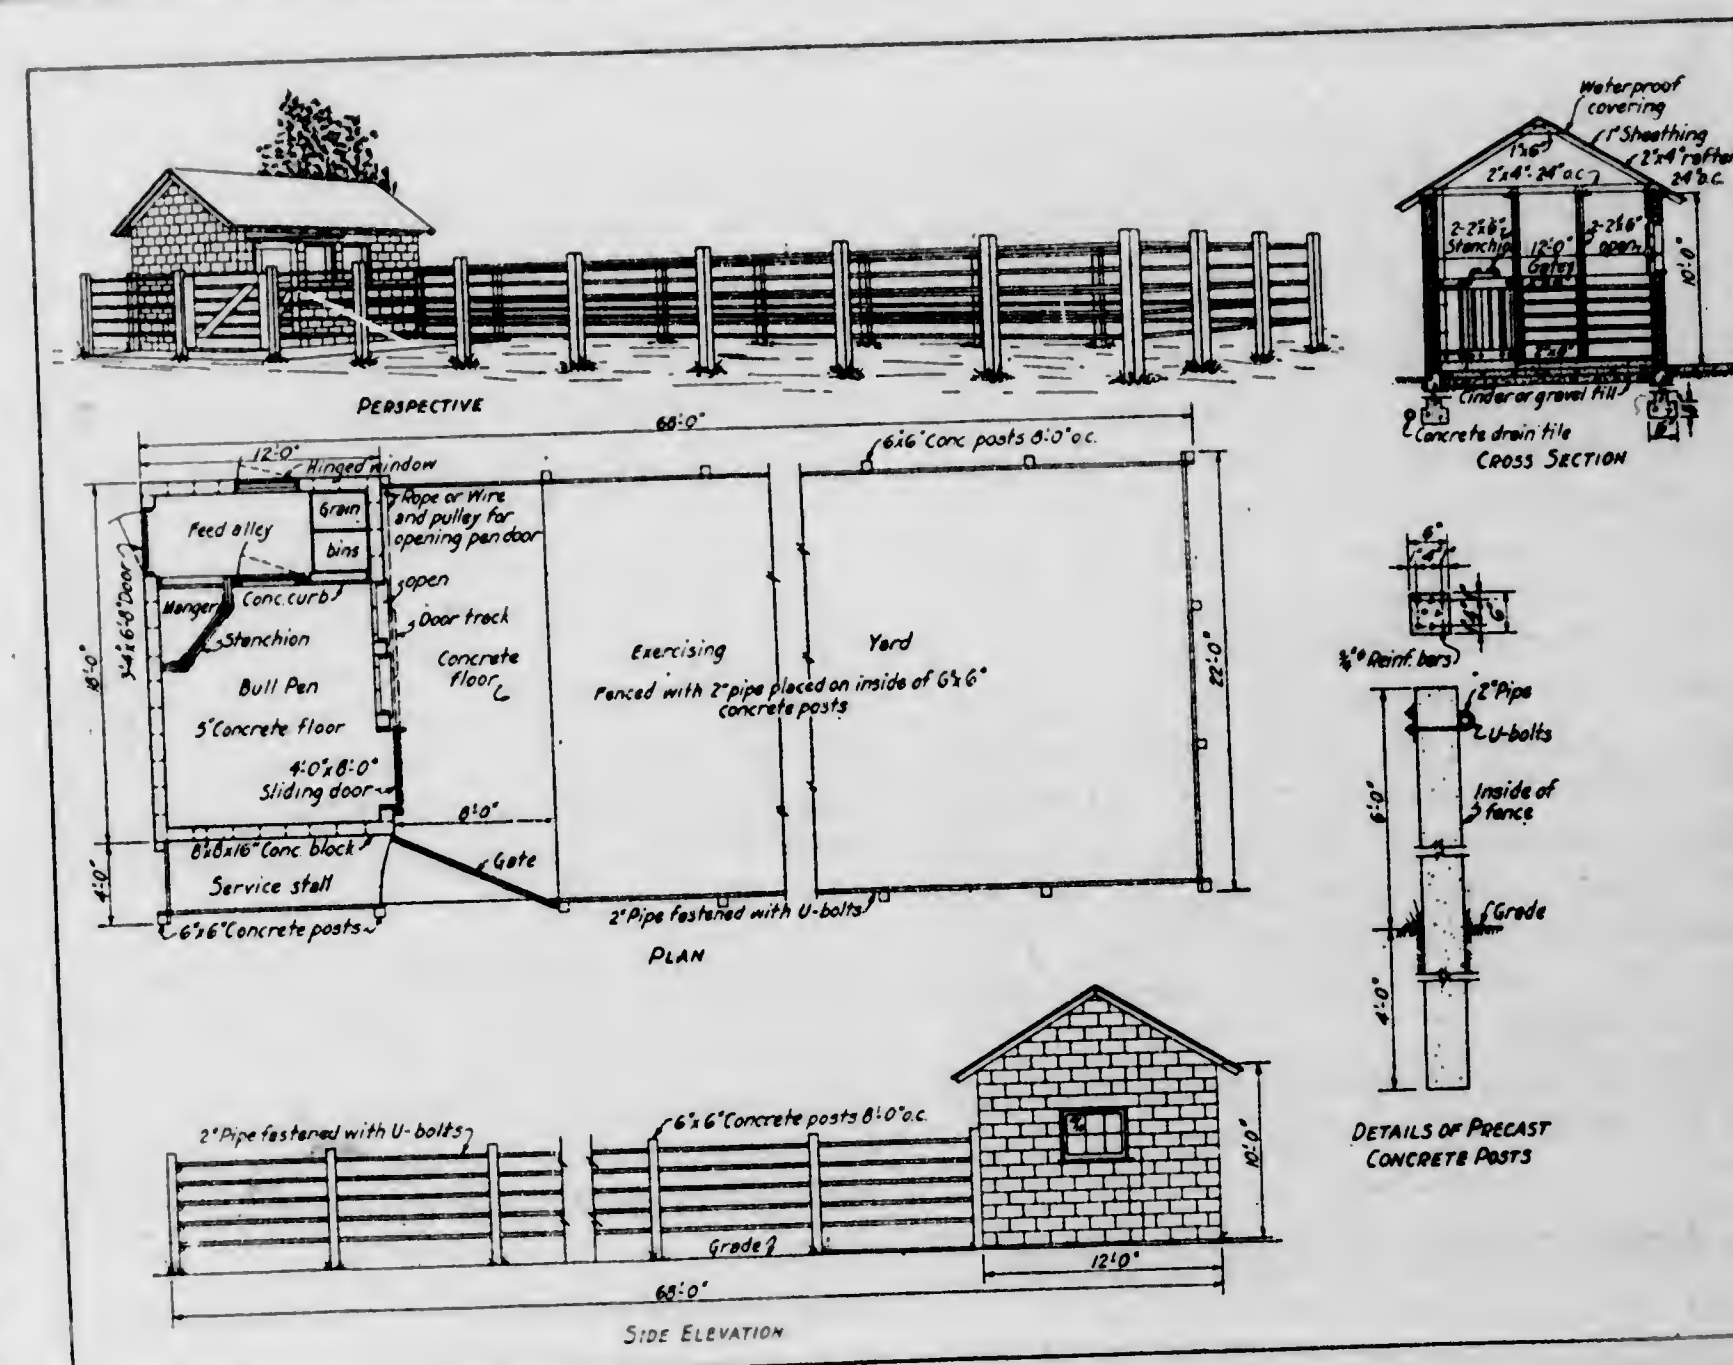 PERSPECTIVE
Waterproof
covering
1" Sheathing
1"x6"
2"x4"-24" o.c.
24" o.c.
2-2"x6"
Stanchion
12'-0"
Gates
2-2"x6"
open
10'-0"
2"x4"
Cinder or gravel fill
Concrete drain tile
CROSS SECTION
68'-0"
12'-0"
Hinged window
6"x6" Conc. posts 8'-0" o.c.
Feed alley
Grain
bins
Rope or Wire
and pulley for
opening pen door
open
Door track
3'-4"x6'-8" Door
Manger
Conc. curb
Stanchion
Bull Pen
5" Concrete floor
4'-0"x8'-0"
Sliding door
Concrete
floor
Exercising Yard
Fenced with 2" pipe placed on inside of 6"x6"
concrete posts
18'-0"
22'-0"
8'-0"
8"x8"x16" Conc. block
Gate
Service stall
4'-0"
6"x6" Concrete posts
2" Pipe fastened with U-bolts
PLAN
6"
4"
4"
6"
Reinf. bars
2" Pipe
U-bolts
Inside of
fence
6'-0"
Grade
4'-0"
DETAILS OF PRECAST
CONCRETE POSTS
2" Pipe fastened with U-bolts
6"x6" Concrete posts 8'-0" o.c.
Grade
10'-0"
12'-0"
68'-0"
SIDE ELEVATION